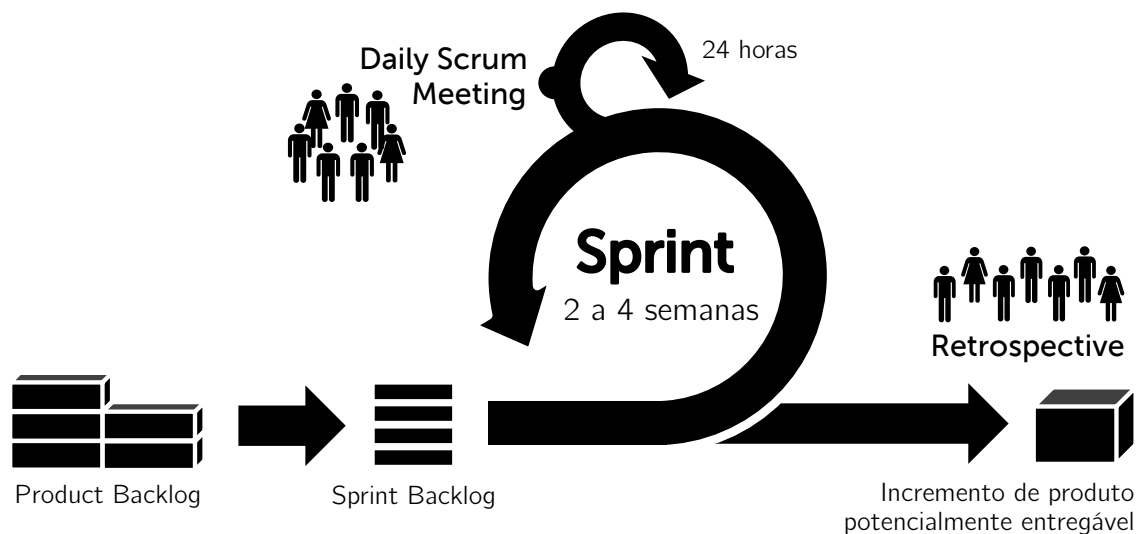 Daily Scrum
Meeting
24 horas
Sprint
2 a 4 semanas
Retrospective
Product Backlog
Sprint Backlog
Incremento de produto
potencialmente entregável